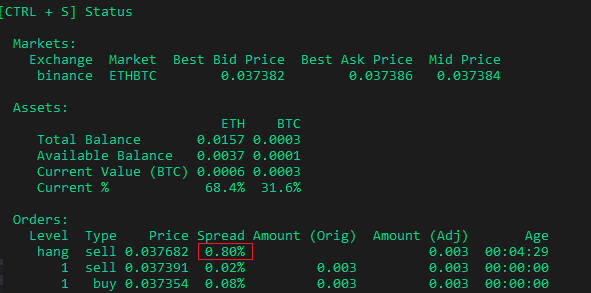 [CTRL + S] Status
Markets:
Exchange Market Best Bid Price Best Ask Price Mid Price
binance ETHBTC 0.037382 0.037386 0.037384
Assets:
ETH BTC
Total Balance 0.0157 0.0003
Available Balance 0.0037 0.0001
Current Value (BTC) 0.0006 0.0003
Current % 68.4% 31.6%
Orders:
Level Type Price Spread Amount (Orig) Amount (Adj) Age
hang sell 0.037682 0.80% 0.003 00:04:29
1 sell 0.037391 0.02% 0.003 0.003 00:00:00
1 buy 0.037354 0.08% 0.003 0.003 00:00:00